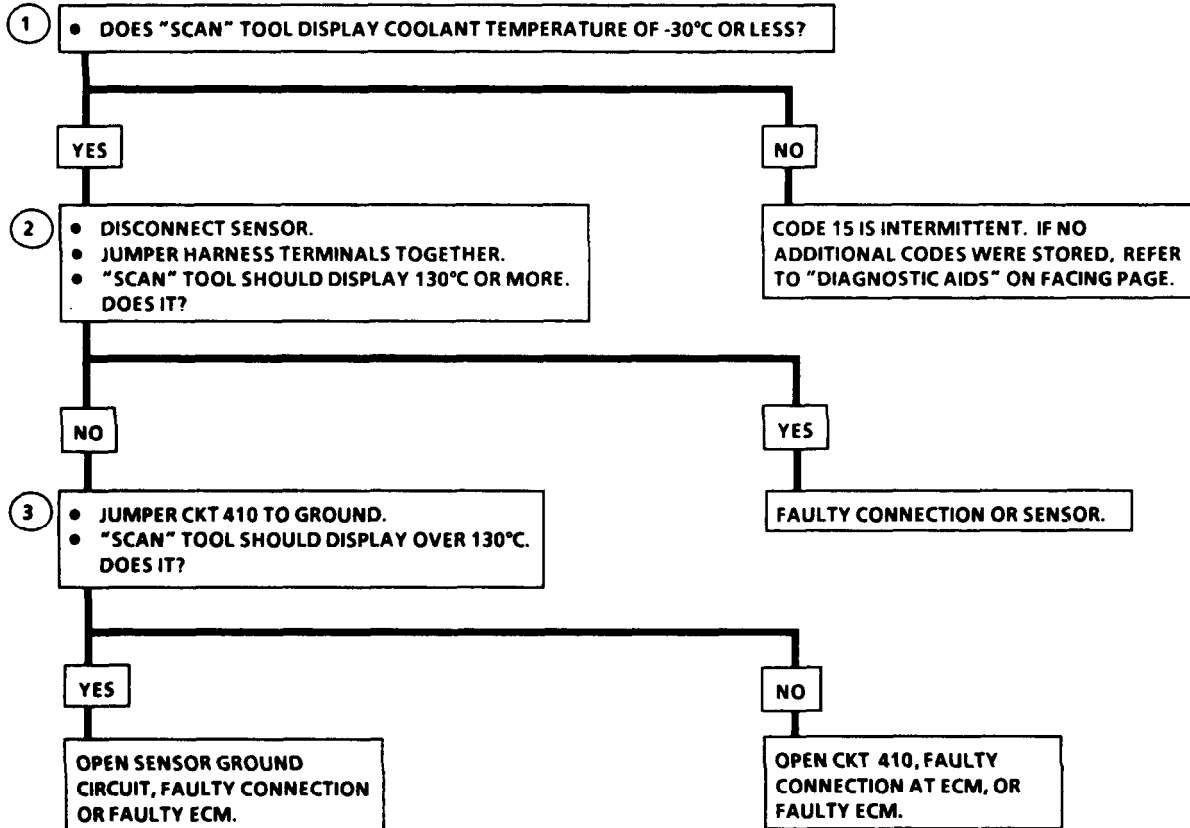 1
• DOES "SCAN" TOOL DISPLAY COOLANT TEMPERATURE OF -30°C OR LESS?
YES
NO
2
• DISCONNECT SENSOR.
• JUMPER HARNESS TERMINALS TOGETHER.
• "SCAN" TOOL SHOULD DISPLAY 130°C OR MORE.
DOES IT?
CODE 15 IS INTERMITTENT. IF NO
ADDITIONAL CODES WERE STORED, REFER
TO "DIAGNOSTIC AIDS" ON FACING PAGE.
NO
YES
3
• JUMPER CKT 410 TO GROUND.
• "SCAN" TOOL SHOULD DISPLAY OVER 130°C.
DOES IT?
FAULTY CONNECTION OR SENSOR.
YES
NO
OPEN SENSOR GROUND
CIRCUIT, FAULTY CONNECTION
OR FAULTY ECM.
OPEN CKT 410, FAULTY
CONNECTION AT ECM, OR
FAULTY ECM.